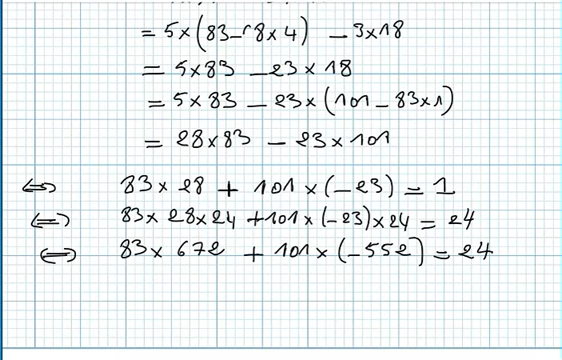 = 5×(83-18×4) - 3×18
= 5×83 - 23×18
= 5×83 - 23×(101-83×1)
= 28×83 - 23×101
⇔ 83×28 + 101×(-23) = 1
⇔ 83×28×24 + 101×(-23)×24 = 24
⇔ 83×672 + 101×(-552) = 24